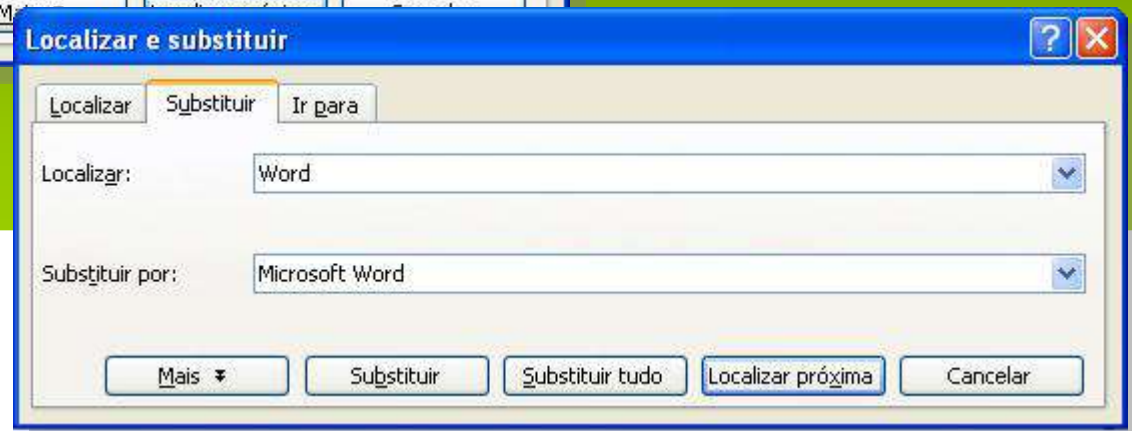 Localizar e substituir
Localizar Substituir Ir para
Localizar: Word
Substituir por: Microsoft Word
Mais Substituir Substituir tudo Localizar próxima Cancelar